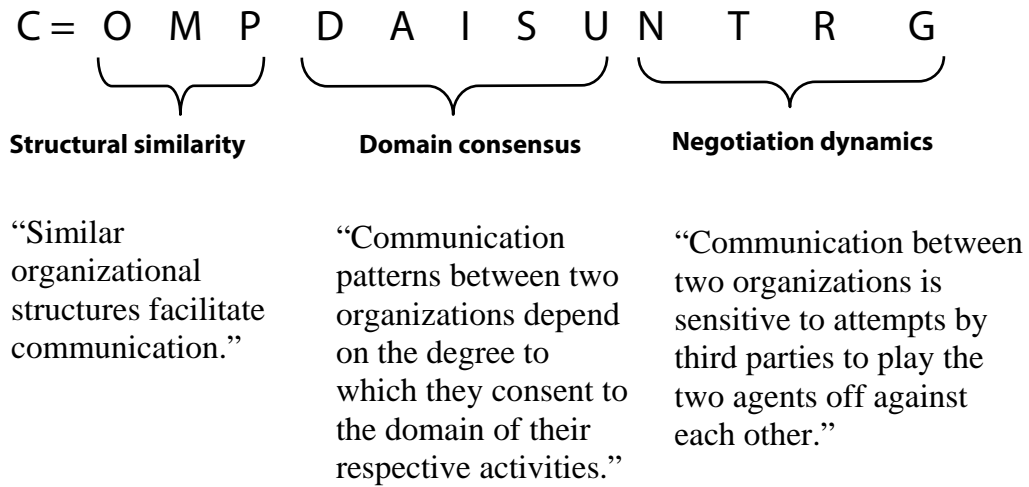 C = O M P D A I S U N T R G
Structural similarity
Domain consensus
Negotiation dynamics
“Similar
organizational
structures facilitate
communication.”
“Communication
patterns between two
organizations depend
on the degree to
which they consent to
the domain of their
respective activities.”
“Communication between
two organizations is
sensitive to attempts by
third parties to play the
two agents off against
each other.”